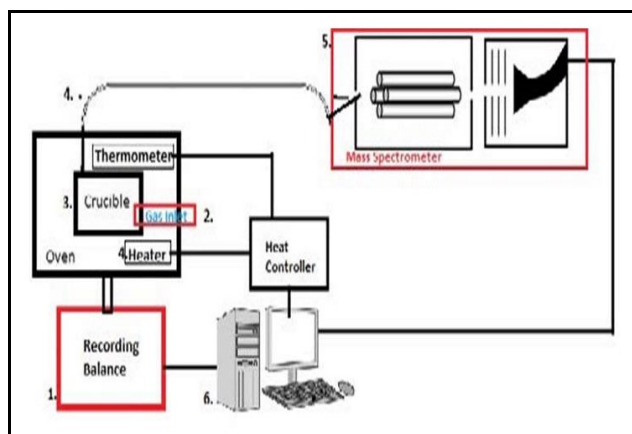 5.
4.
Mass Spectrometer
Thermometer
3. Crucible
Gas Inlet 2.
4. Heater
Oven
Heat
Controller
Recording
Balance
1.
6.